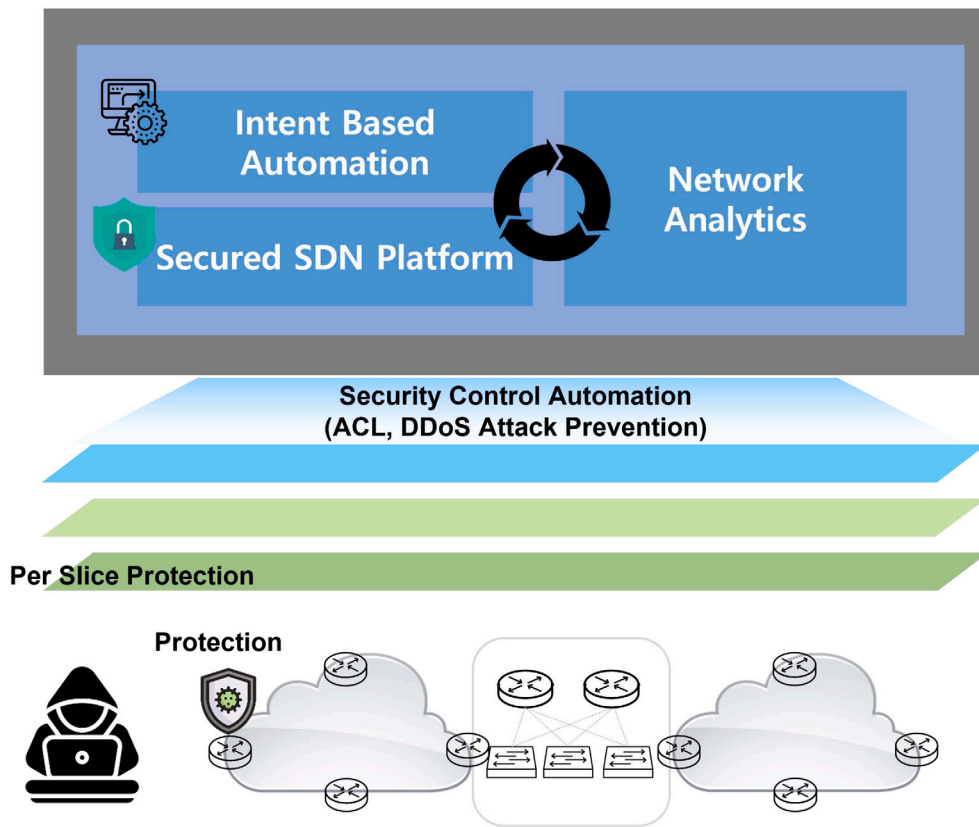 Intent Based
Automation
Network
Analytics
Secured SDN Platform
Security Control Automation
(ACL, DDoS Attack Prevention)
Per Slice Protection
Protection